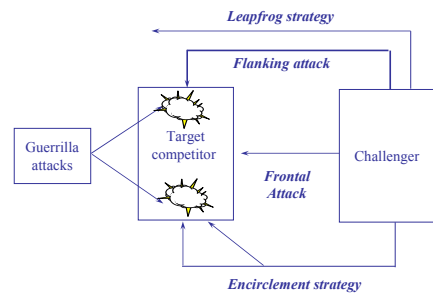 Leapfrog strategy
Flanking attack
Guerrilla
attacks
Target
competitor
Challenger
Frontal
Attack
Encirclement strategy